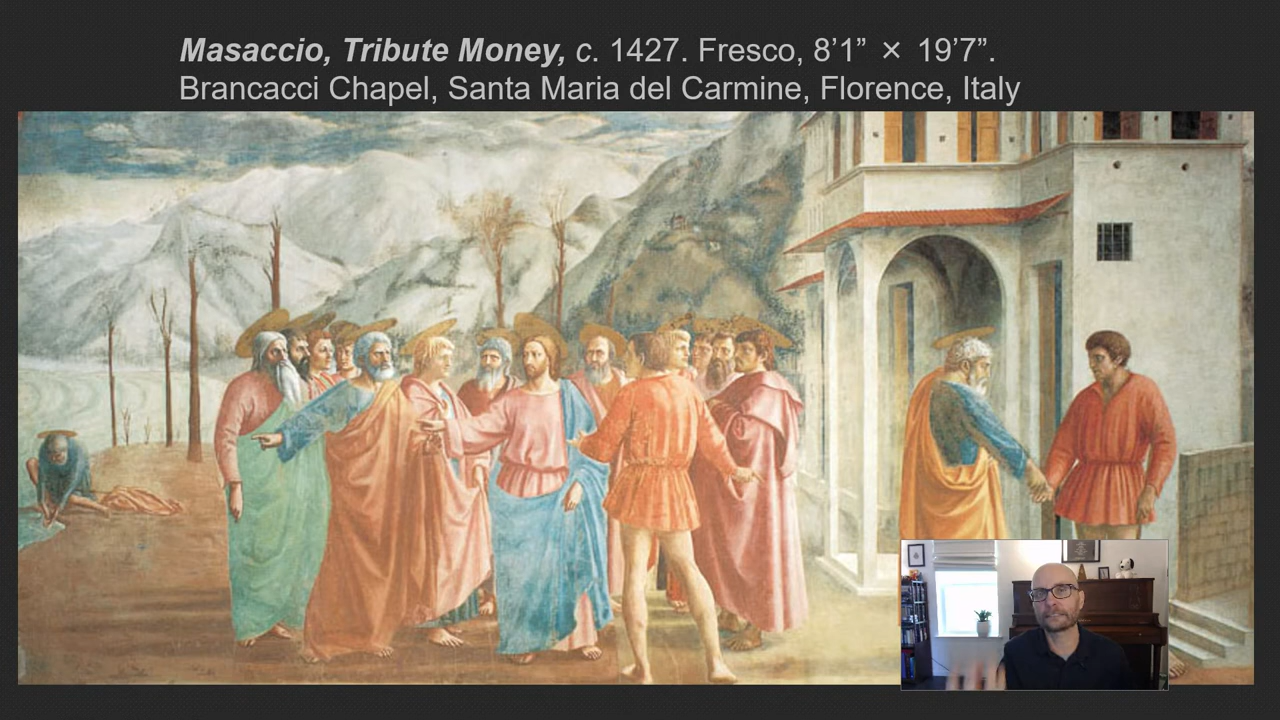 Masaccio, Tribute Money, c. 1427. Fresco, 8’1” × 19’7”.
Brancacci Chapel, Santa Maria del Carmine, Florence, Italy